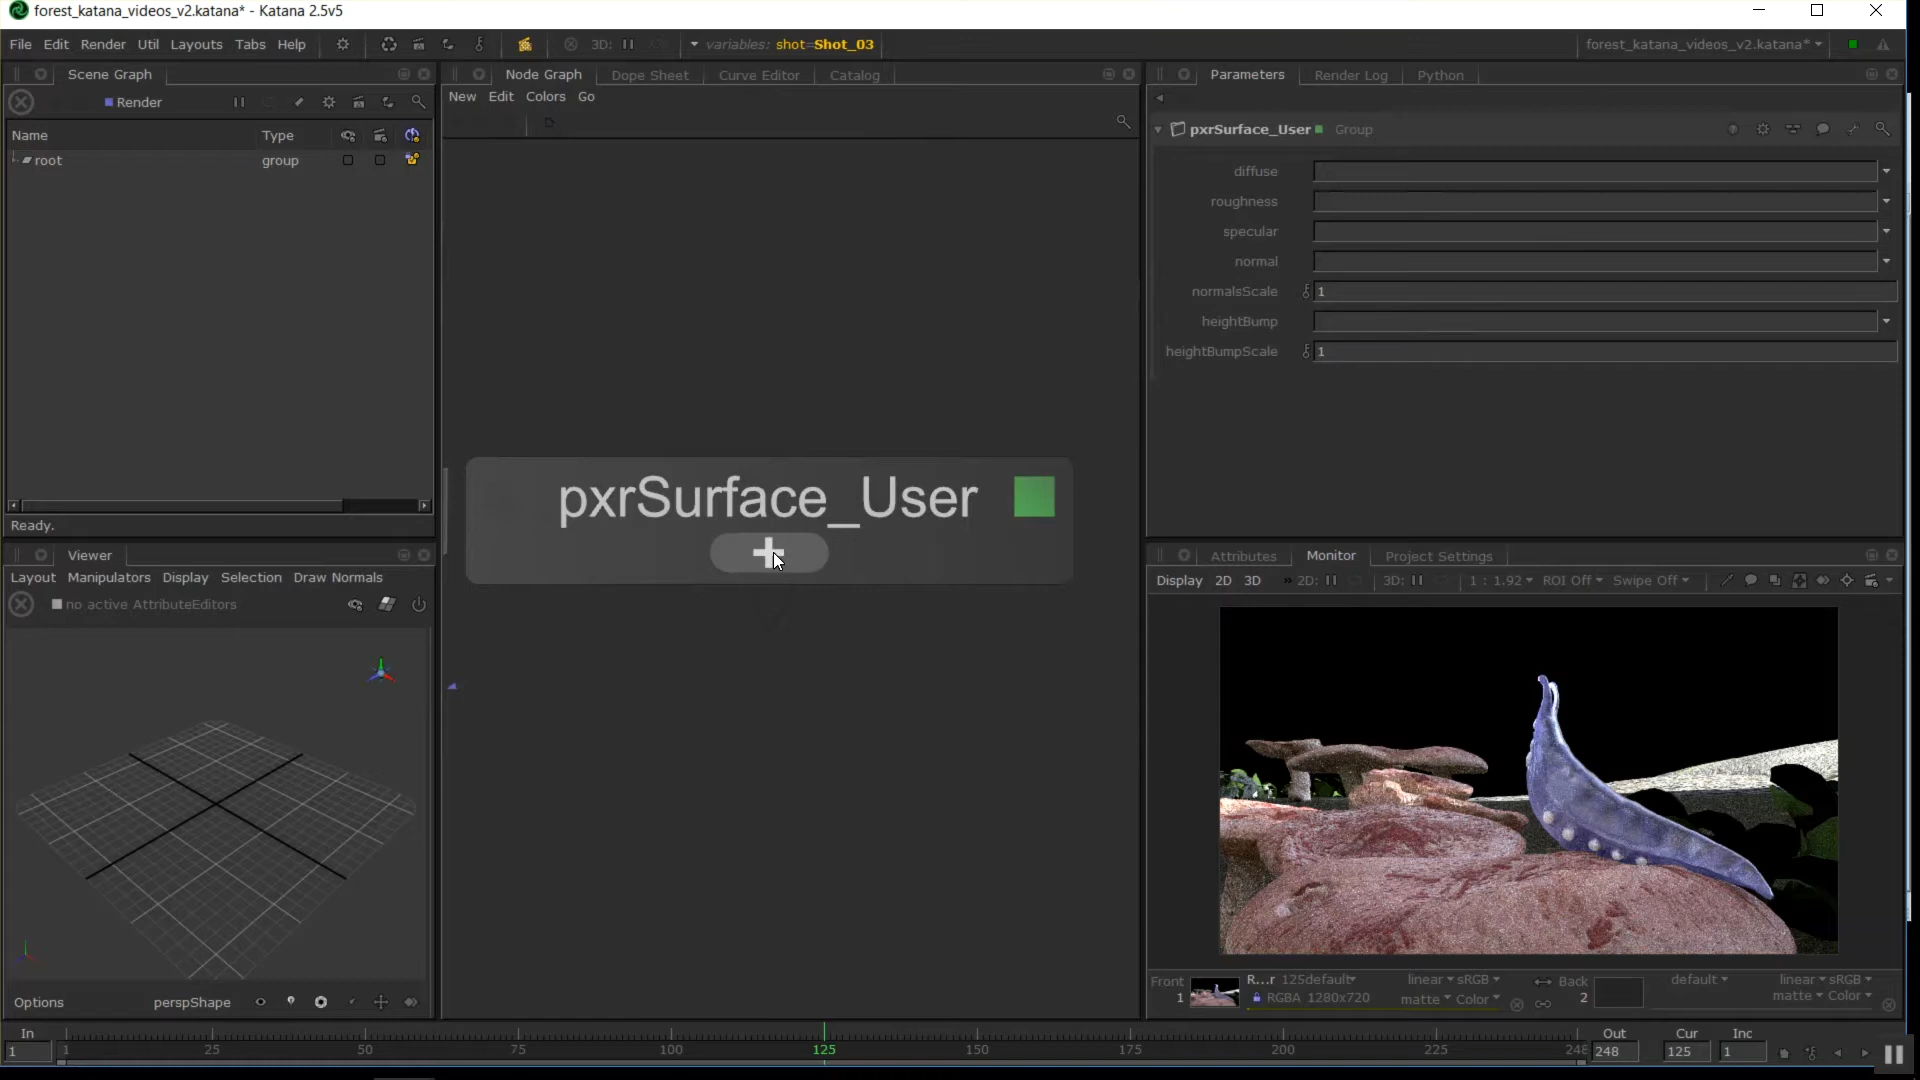 forest_katana_videos_v2.katana* - Katana 2.5v5
File Edit Render Util Layouts Tabs Help 3D: variables: shot=Shot_03 forest_katana_videos_v2.katana*
Scene Graph
Render
Name Type
root group
Ready.
Viewer
Layout Manipulators Display Selection Draw Normals
no active AttributeEditors
Options perspShape
Node Graph Dope Sheet Curve Editor Catalog
New Edit Colors Go
pxrSurface_User
Parameters Render Log Python
pxrSurface_User Group
diffuse
roughness
specular
normal
normalsScale 1
heightBump
heightBumpScale 1
Attributes Monitor Project Settings
Display 2D 3D » 2D: 3D: 1 : 1.92 ROI Off Swipe Off
Front R...r 125default linear sRGB Back default linear sRGB
1 RGBA 1280x720 matte Color 2 matte Color
In Out Cur Inc
1 1 25 50 75 100 125 150 175 200 225 248 248 125 1